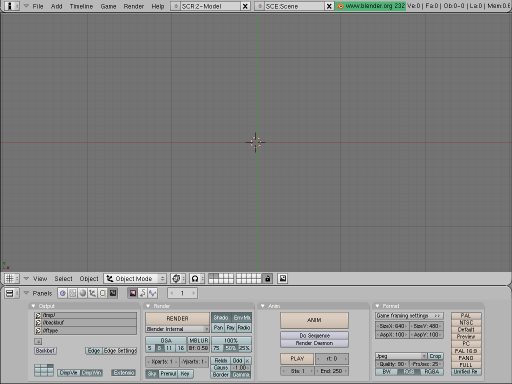 File Add Timeline Game Render Help SCR:2-Model SCE:Scene www.blender.org 232 Ve:0 | Fa:0 | Ob:0-0 | La:0 | Mem:0.
View Select Object Object Mode
Panels 1
Output Render Anim Format
/tmp/
//backbuf
//ftype
Backbuf Edge Edge Settings
DispVie DispWin Extensio
RENDER
Blender Internal
Shado EnvMa
Pan Ray Radio
OSA MBLUR 100%
5 8 11 16 Bf: 0.50 75 50% 25%
Xparts: 1 Yparts: 1 Fields Odd X
Gauss 1.00
Sky Premul Key Border Gamma
ANIM
Do Sequence
Render Daemon
PLAY rt: 0
Sta: 1 End: 250
Game framing settings >>
SizeX: 640 SizeY: 480
AspX: 100 AspY: 100
Jpeg Crop
Quality: 90 Frs/sec: 25
BW RGB RGBA
PAL
NTSC
Default
Preview
PC
PAL 16:9
PANO
FULL
Unified Re